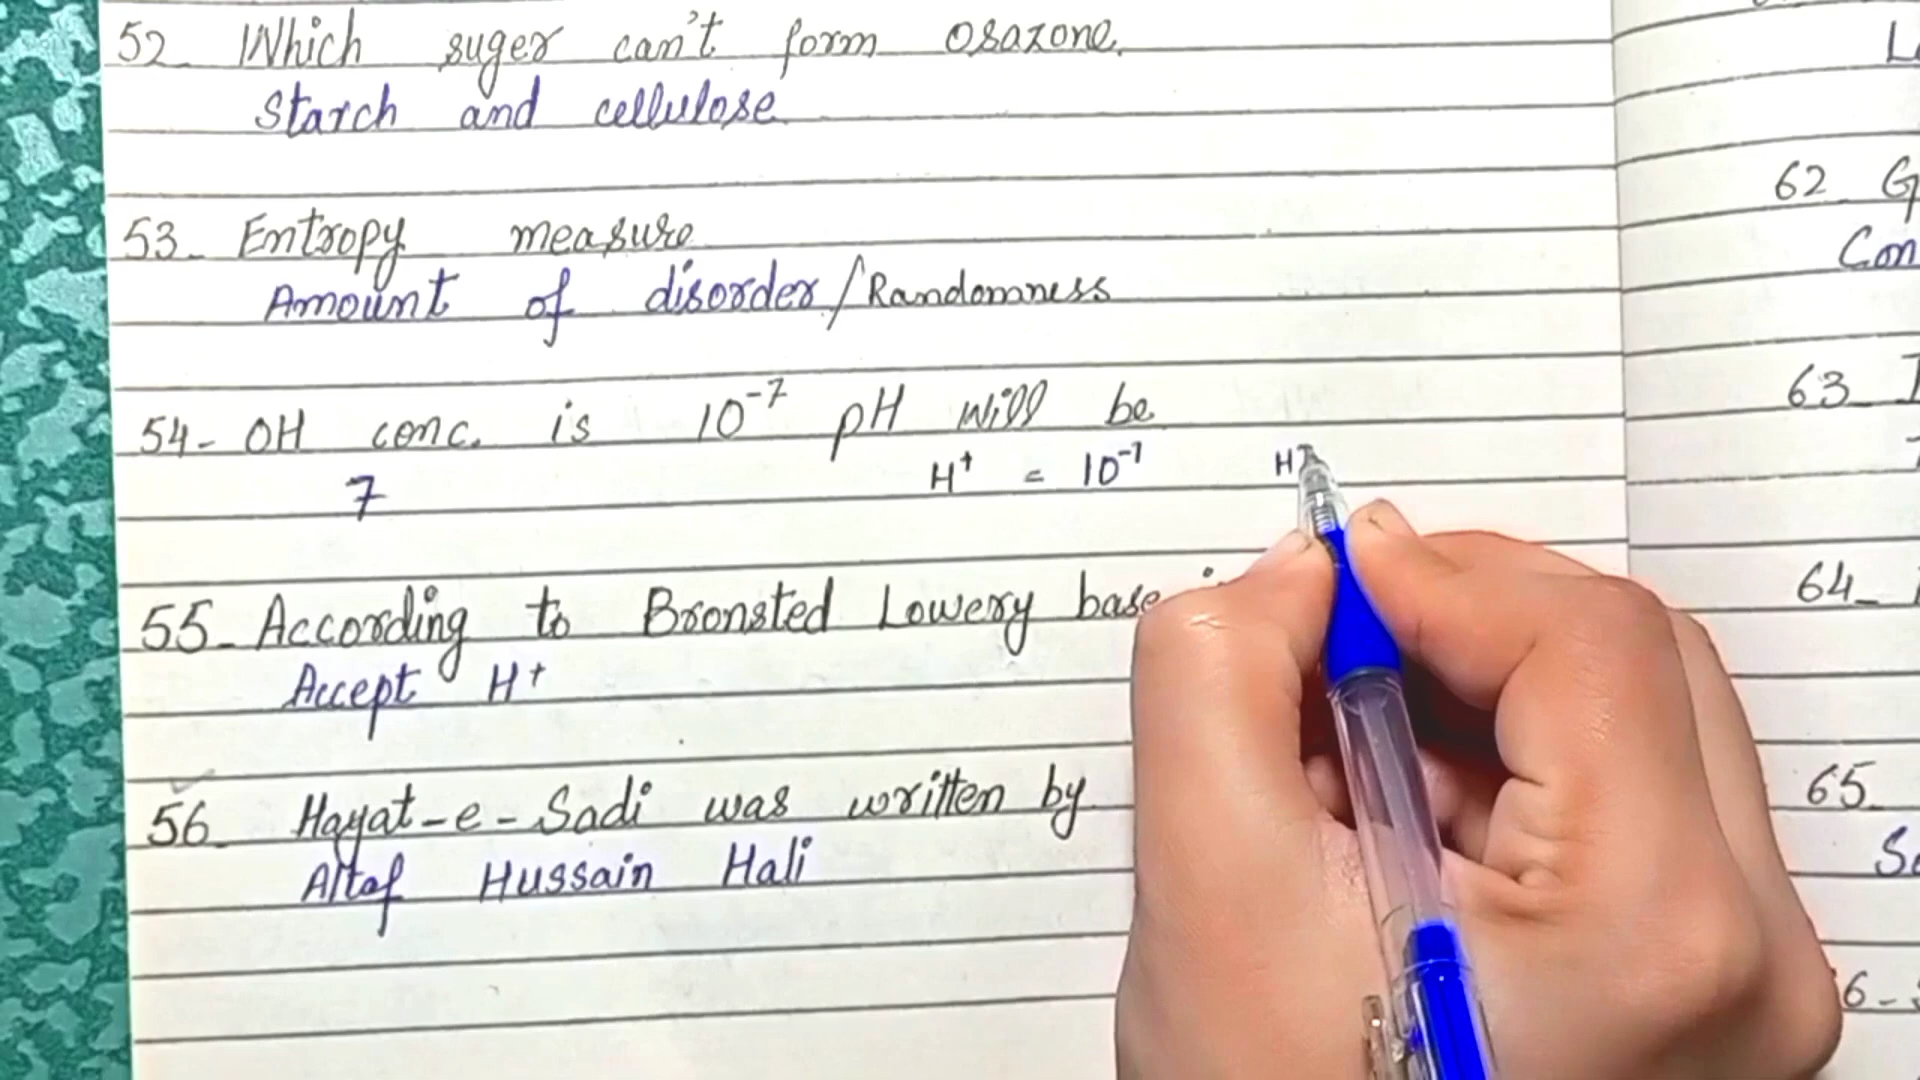 52 Which suger can't form Osazone.
Starch and cellulose
53- Entropy measure
Amount of disorder/Randomness
54- OH conc. is 10⁻⁷ pH will be
7 H⁺ = 10⁻⁷ H
55- According to Bronsted Lowery base
Accept H⁺
56 Hayat-e-Sadi was written by
Altaf Hussain Hali
62
63-
64-
65